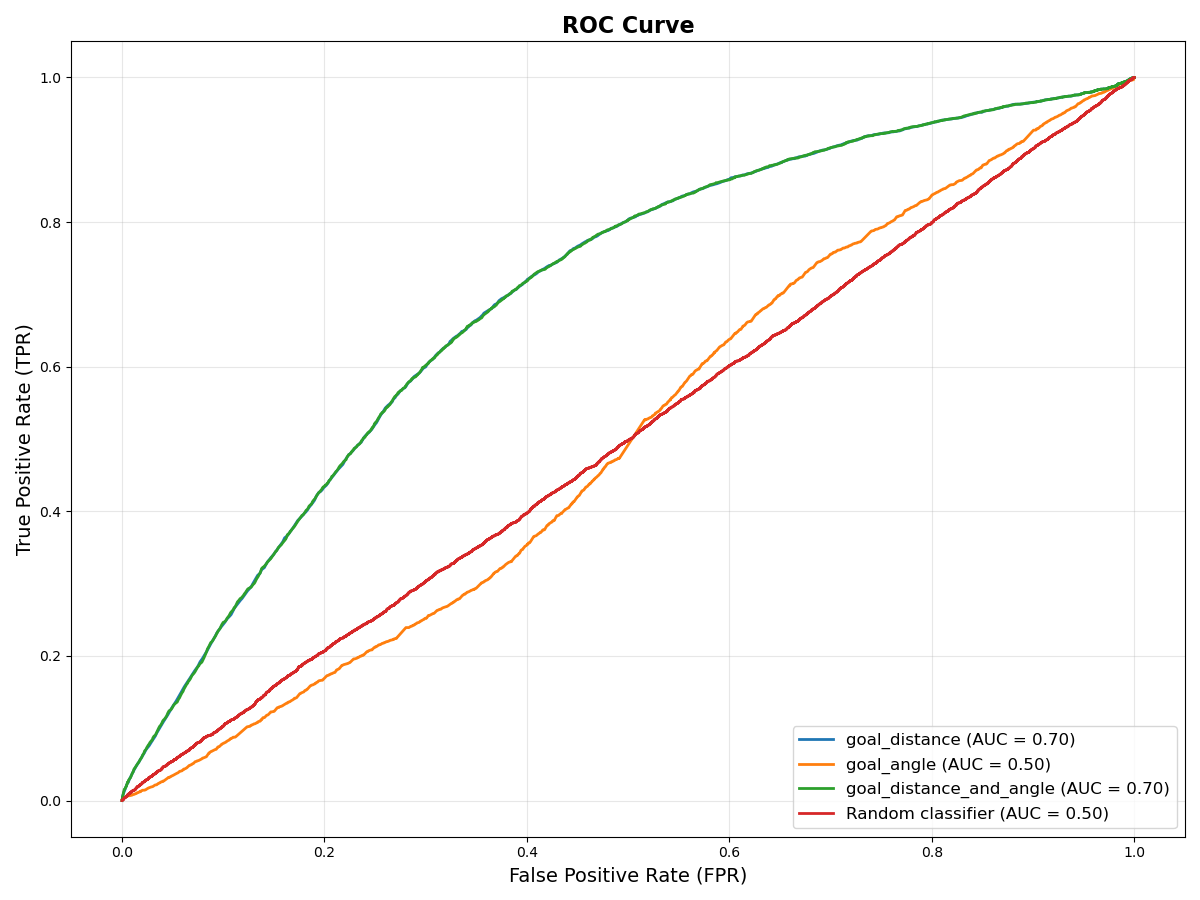 ROC Curve
True Positive Rate (TPR)
1.0
0.8
0.6
0.4
0.2
0.0
0.0 0.2 0.4 0.6 0.8 1.0
False Positive Rate (FPR)
goal_distance (AUC = 0.70)
goal_angle (AUC = 0.50)
goal_distance_and_angle (AUC = 0.70)
Random classifier (AUC = 0.50)